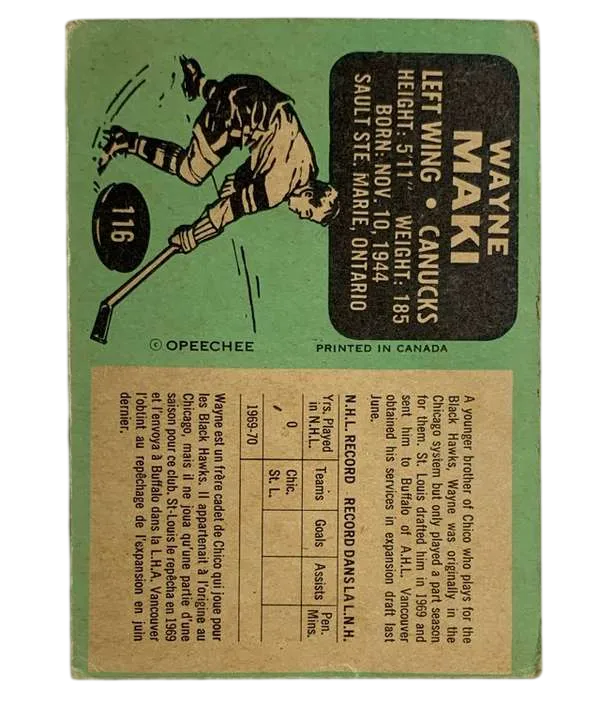 WAYNE
MAKI
LEFT WING • CANUCKS
HEIGHT: 5'11" WEIGHT: 185
BORN: NOV. 10, 1944
SAULT STE. MARIE, ONTARIO
116
© OPEECHEE
PRINTED IN CANADA
A younger brother of Chico who plays for the
Black Hawks, Wayne was originally in the
Chicago system but only played a part season
for them. St. Louis drafted him in 1969 and
sent him to Buffalo of A.H.L. Vancouver
obtained his services in expansion draft last
June.
N.H.L. RECORD RECORD DANS LA L.N.H.
Yrs. Played in N.H.L. Teams Goals Assists Pen. Mins.
0 Chic.
St. L.
1969-70
Wayne est un frère cadet de Chico qui joue pour
les Black Hawks. Il appartenait à l'origine au
Chicago, mais il ne joua qu'une partie d'une
saison pour ce club. St-Louis le repêcha en 1969
et l'envoya à Buffalo dans la L.H.A. Vancouver
l'obtint au repêchage de l'expansion en juin
dernier.